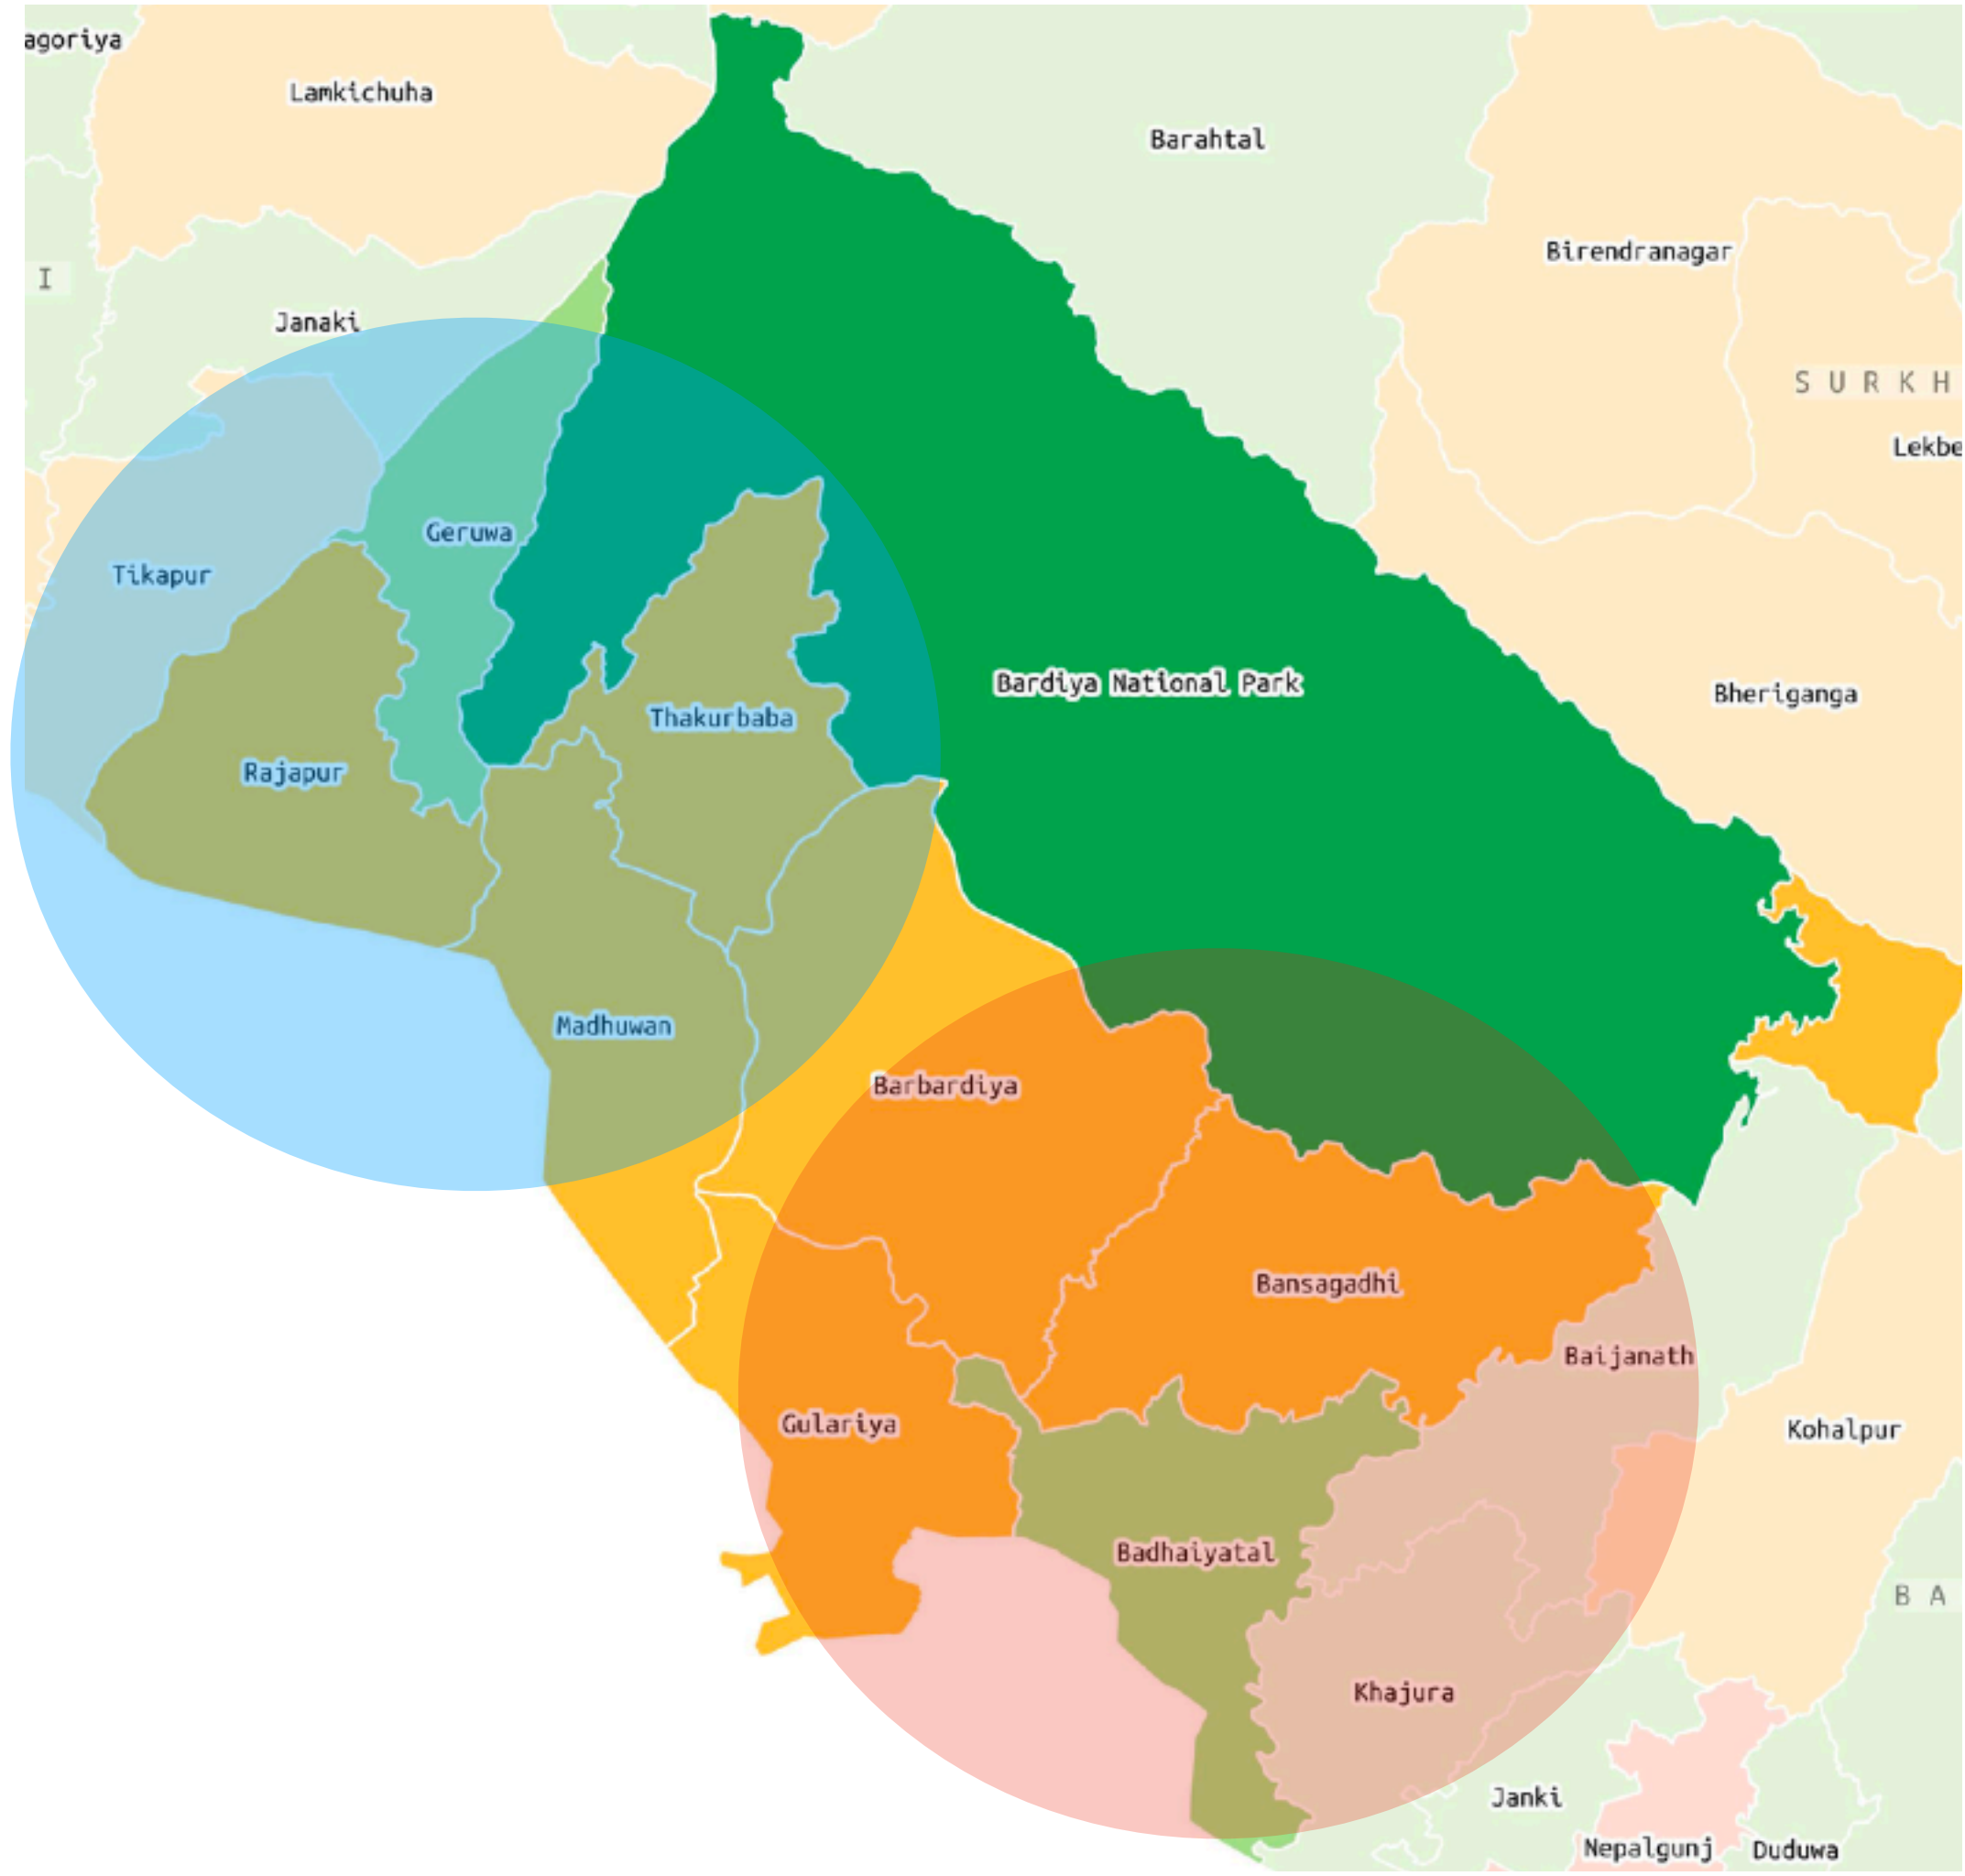 agoriya
Lamkichuha
Barahtal
Birendranagar
I
Janaki
S U R K H
Lekbe
Geruwa
Tikapur
Bardiya National Park
Bheriganga
Thakurbaba
Rajapur
Madhuwan
Barbardiya
Bansagadhi
Baijanath
Gulariya
Kohalpur
Badhaiyatal
B A
Khajura
Janki
Nepalgunj
Duduwa